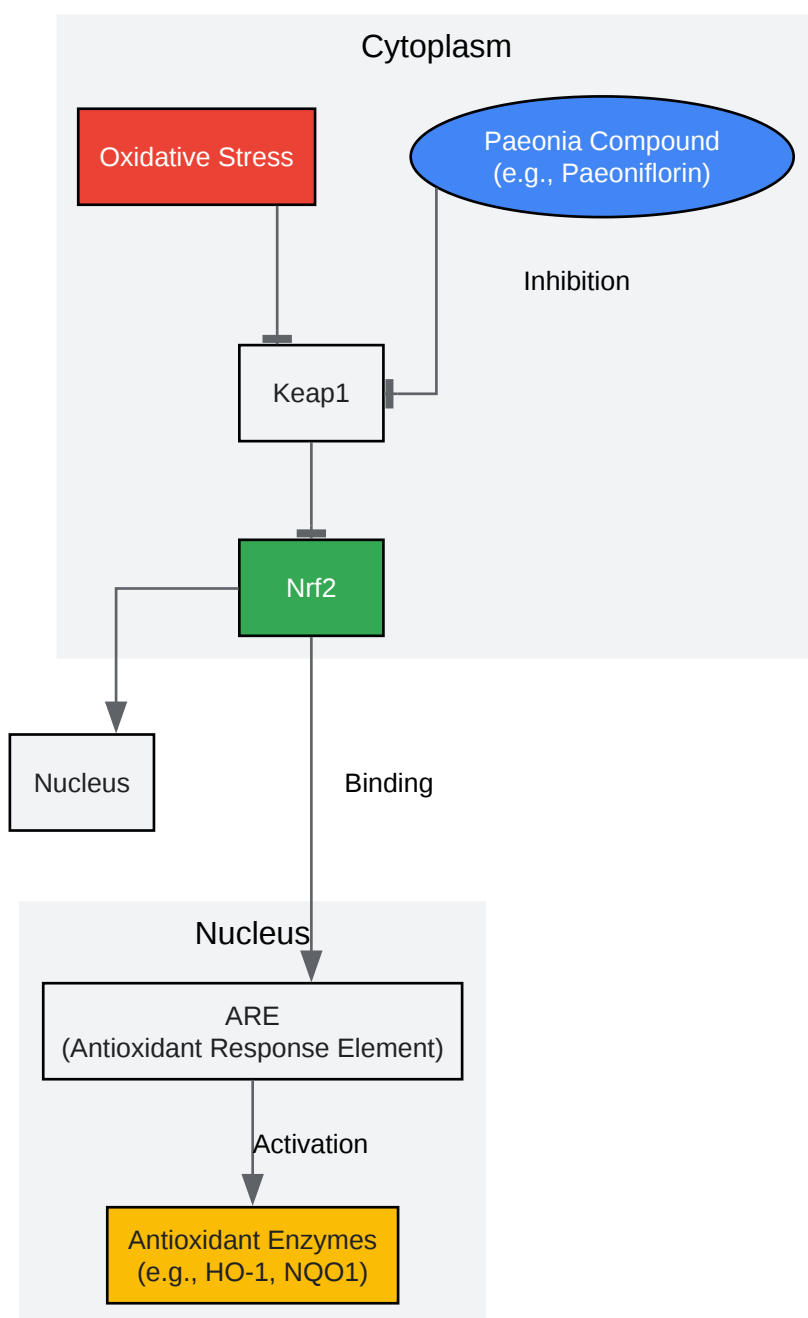 Cytoplasm
Oxidative Stress
Paeonia Compound
(e.g., Paeoniflorin)
Inhibition
Keap1
Nrf2
Nucleus
Binding
Nucleus
ARE
(Antioxidant Response Element)
Activation
Antioxidant Enzymes
(e.g., HO-1, NQO1)